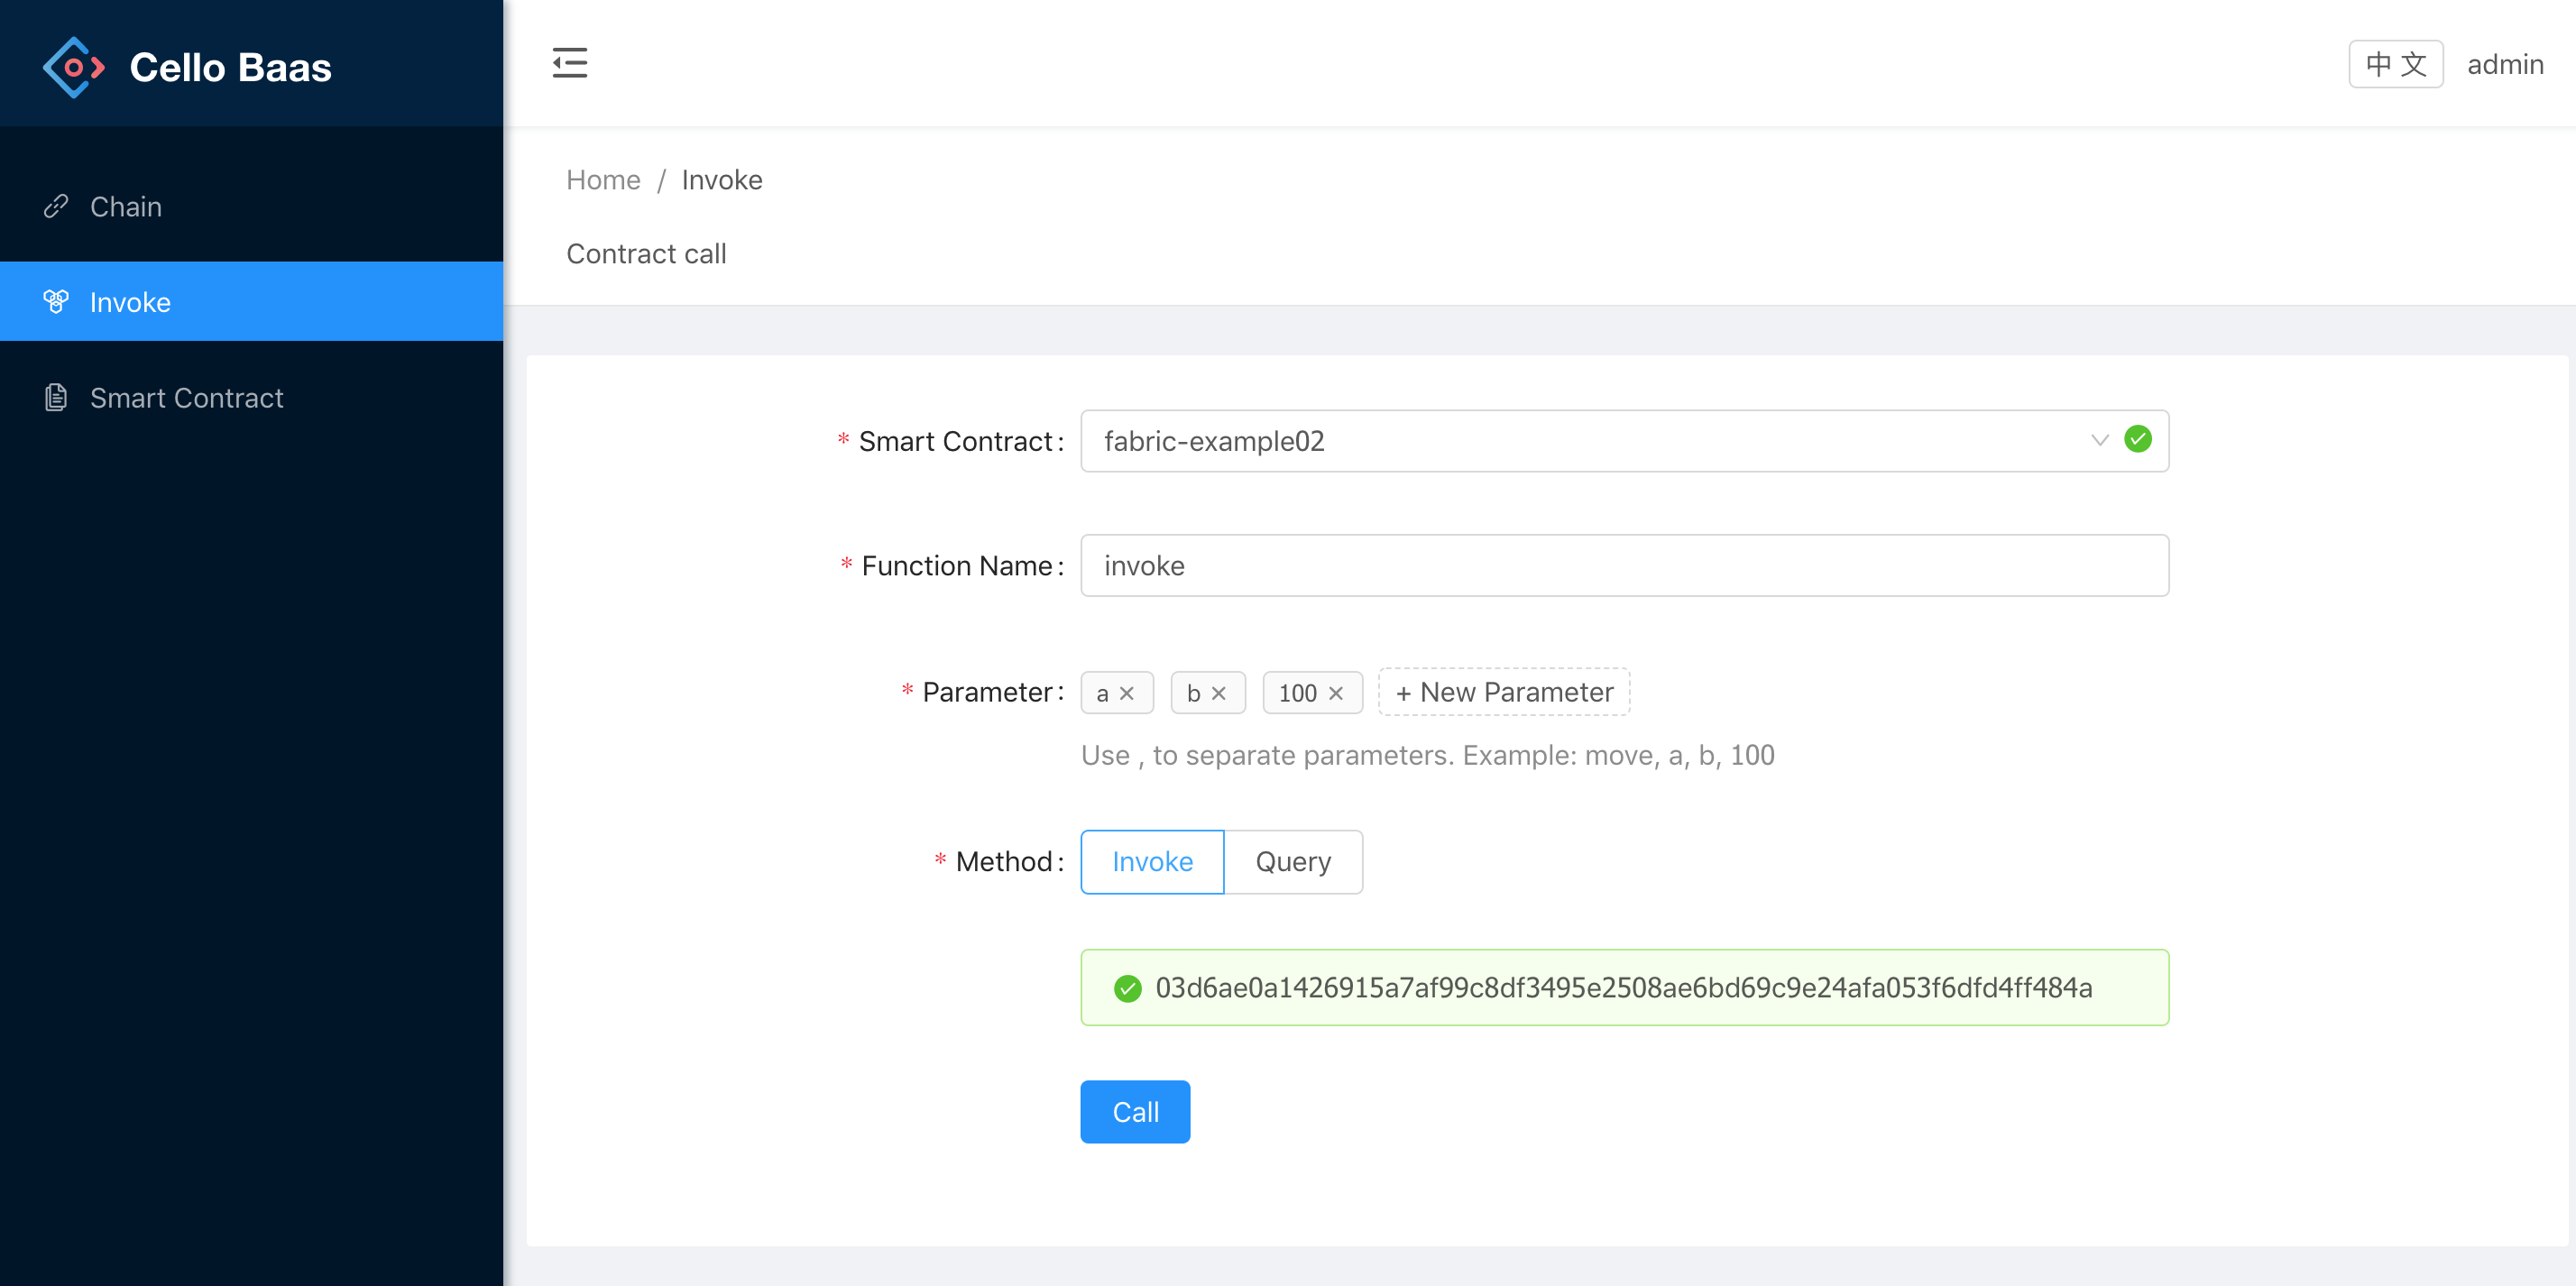 Cello Baas
中文
admin
Chain
Invoke
Smart Contract
Home / Invoke
Contract call
* Smart Contract: fabric-example02
* Function Name: invoke
* Parameter: a b 100 + New Parameter
Use , to separate parameters. Example: move, a, b, 100
* Method: Invoke Query
03d6ae0a1426915a7af99c8df3495e2508ae6bd69c9e24afa053f6dfd4ff484a
Call